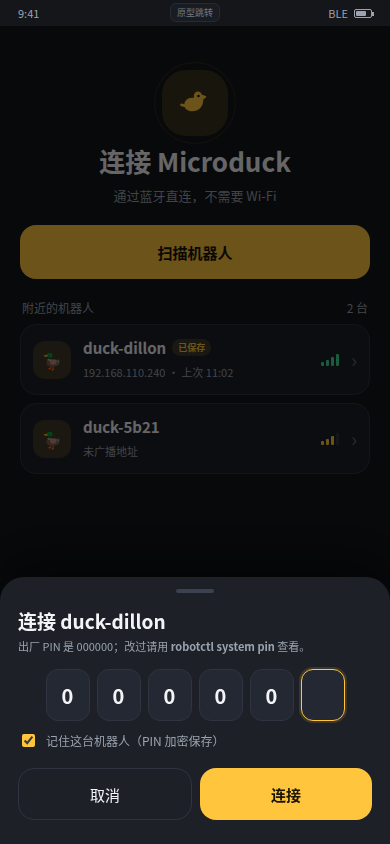 9:41
原型跳转
BLE
连接 Microduck
通过蓝牙直连，不需要 Wi-Fi
扫描机器人
附近的机器人
2 台
duck-dillon 已保存
192.168.110.240 · 上次 11:02
duck-5b21
未广播地址
连接 duck-dillon
出厂 PIN 是 000000；改过请用 robotctl system pin 查看。
0 0 0 0 0
记住这台机器人（PIN 加密保存）
取消
连接